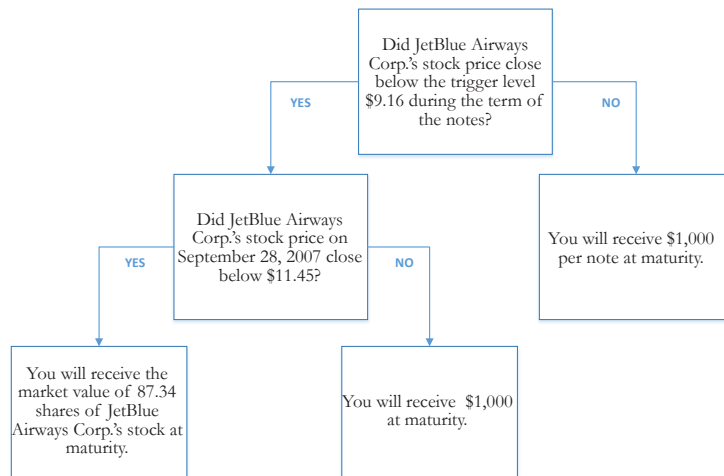 Did JetBlue Airways
Corp.'s stock price close
below the trigger level
$9.16 during the term of
the notes?
YES
NO
Did JetBlue Airways
Corp.'s stock price on
September 28, 2007 close
below $11.45?
You will receive $1,000
per note at maturity.
YES
NO
You will receive the
market value of 87.34
shares of JetBlue
Airways Corp.'s stock at
maturity.
You will receive $1,000
at maturity.